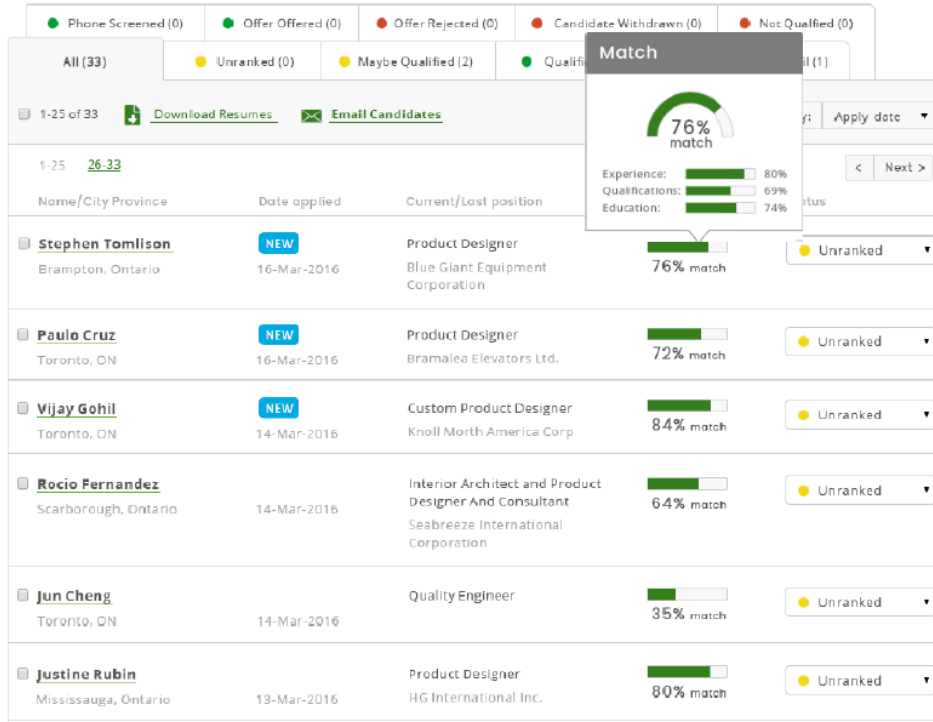 Phone Screened (0) Offer Offered (0) Offer Rejected (0) Candidate Withdrawn (0) Not Qualfied (0)
All (33) Unranked (0) Maybe Qualified (2) (1)
Match
1-25 of 33 Download Resumes Email Candidates Apply date
76%
match
1-25 26-33 < Next >
Experience: 80%
Qualifications: 69%
Education: 74%
Name/City Province Date applied Current/Last position
Stephen Tomlison NEW Product Designer Unranked
Brampton, Ontario 16-Mar-2016 Blue Giant Equipment 76% match
Corporation
Paulo Cruz NEW Product Designer Unranked
Toronto, ON 16-Mar-2016 Bramalea Elevators Ltd. 72% match
Vijay Gohil NEW Custom Product Designer Unranked
Toronto, ON 14-Mar-2016 Knoll Morth America Corp 84% match
Rocio Fernandez Interior Architect and Product Unranked
Designer And Consultant 64% match
Scarborough, Ontario 14-Mar-2016
Seabreeze International
Corporation
Jun Cheng Quality Engineer Unranked
Toronto, ON 14-Mar-2016 35% match
Justine Rubin Product Designer Unranked
Mississauga, Ontario 13-Mar-2016 HG International Inc. 80% match